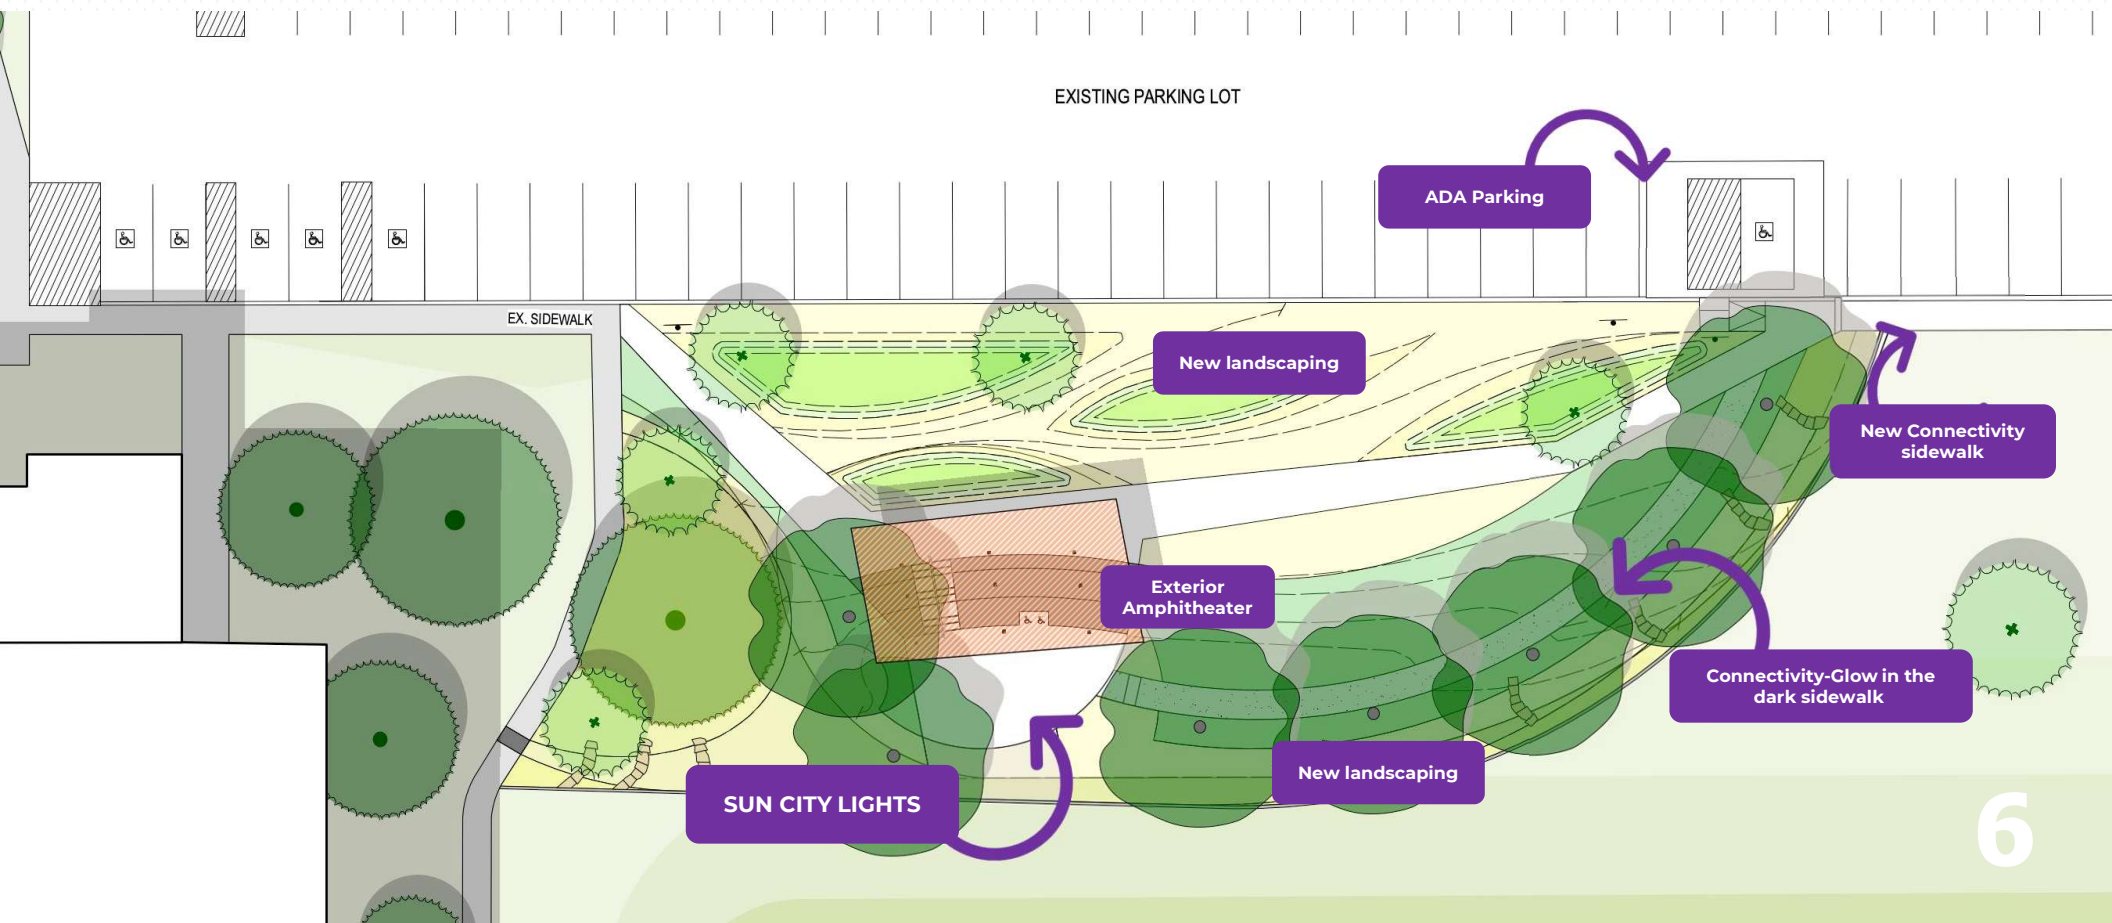 EXISTING PARKING LOT
ADA Parking
EX. SIDEWALK
New landscaping
New Connectivity
sidewalk
Exterior
Amphitheater
Connectivity-Glow in the
dark sidewalk
New landscaping
SUN CITY LIGHTS
6